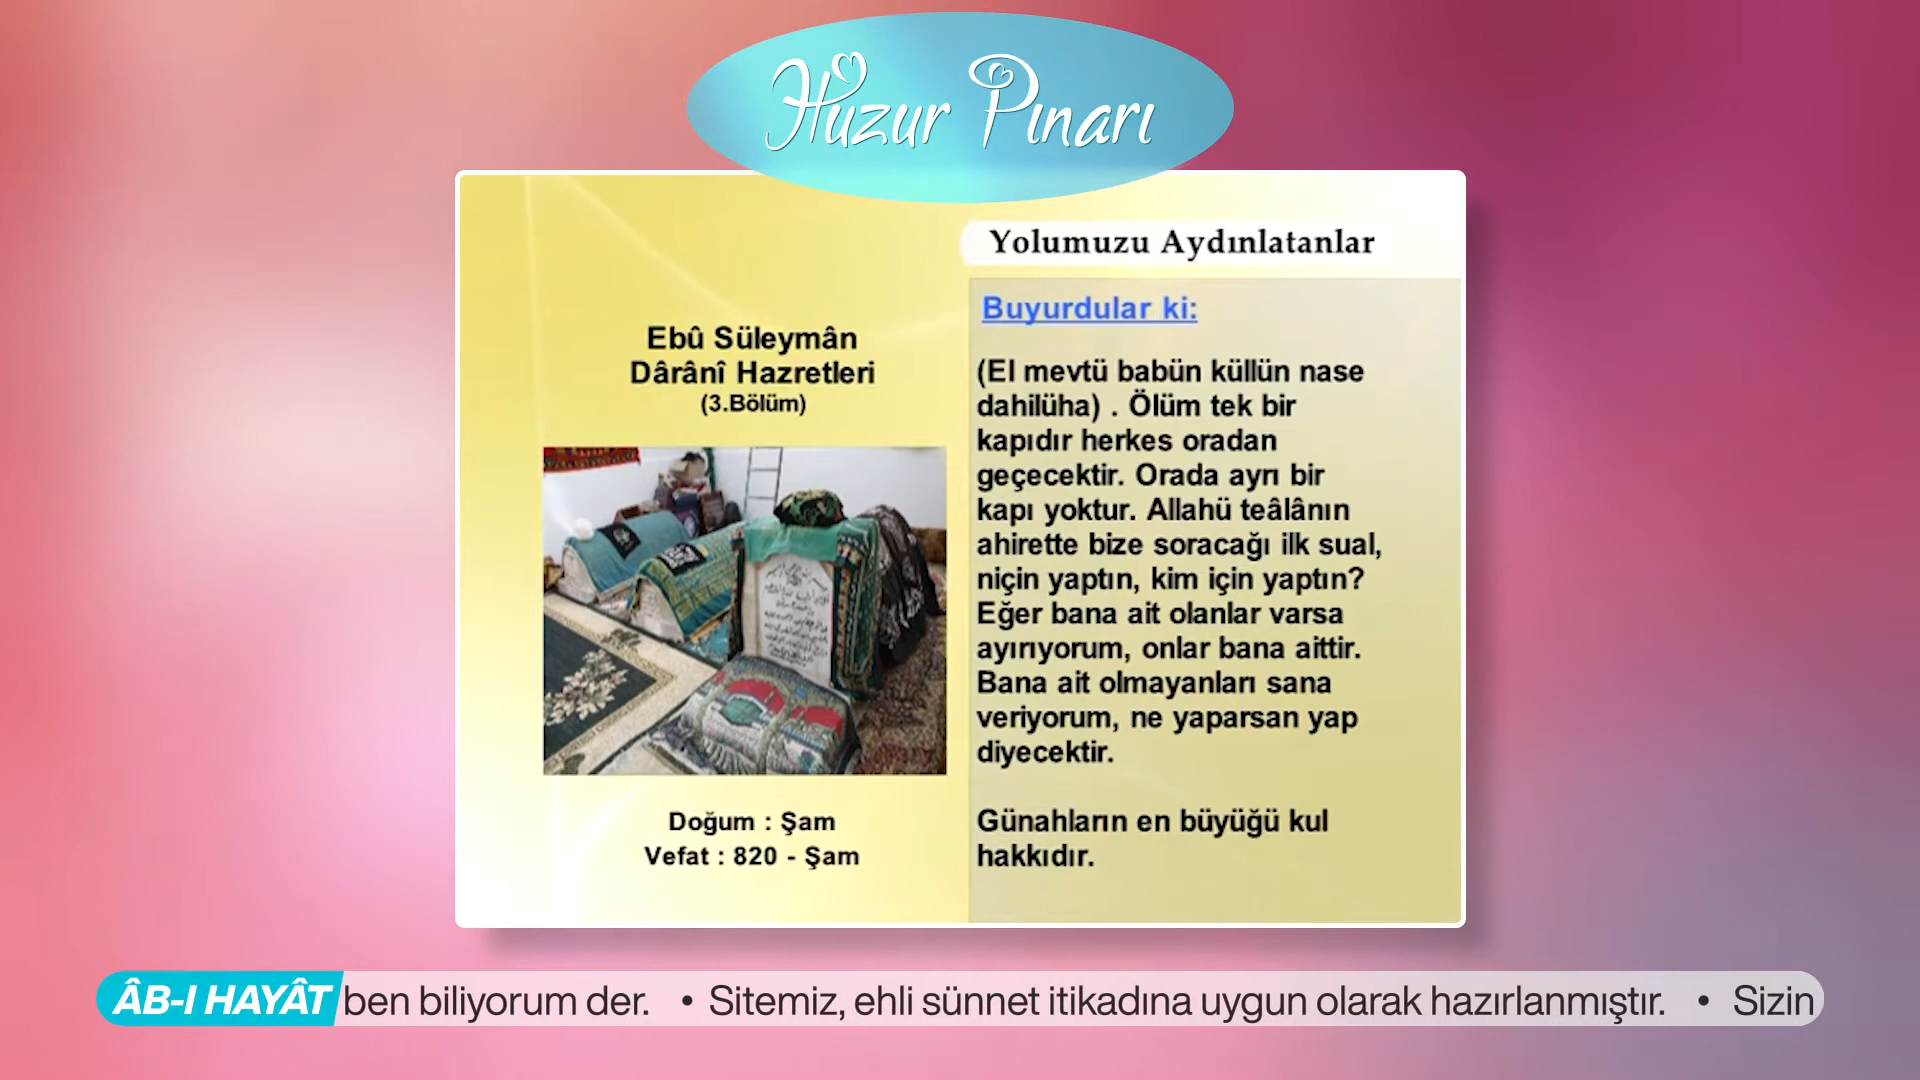 Huzur Pınarı
Yolumuzu Aydınlatanlar
Ebû Süleymân
Dârânî Hazretleri
(3.Bölüm)
Doğum : Şam
Vefat : 820 - Şam
Buyurdular ki:
(El mevtü babün küllün nase
dahilüha) . Ölüm tek bir
kapıdır herkes oradan
geçecektir. Orada ayrı bir
kapı yoktur. Allahü teâlânın
ahirette bize soracağı ilk sual,
niçin yaptın, kim için yaptın?
Eğer bana ait olanlar varsa
ayırıyorum, onlar bana aittir.
Bana ait olmayanları sana
veriyorum, ne yaparsan yap
diyecektir.
Günahların en büyüğü kul
hakkıdır.
ÂB-I HAYÂT ben biliyorum der. • Sitemiz, ehli sünnet itikadına uygun olarak hazırlanmıştır. • Sizin